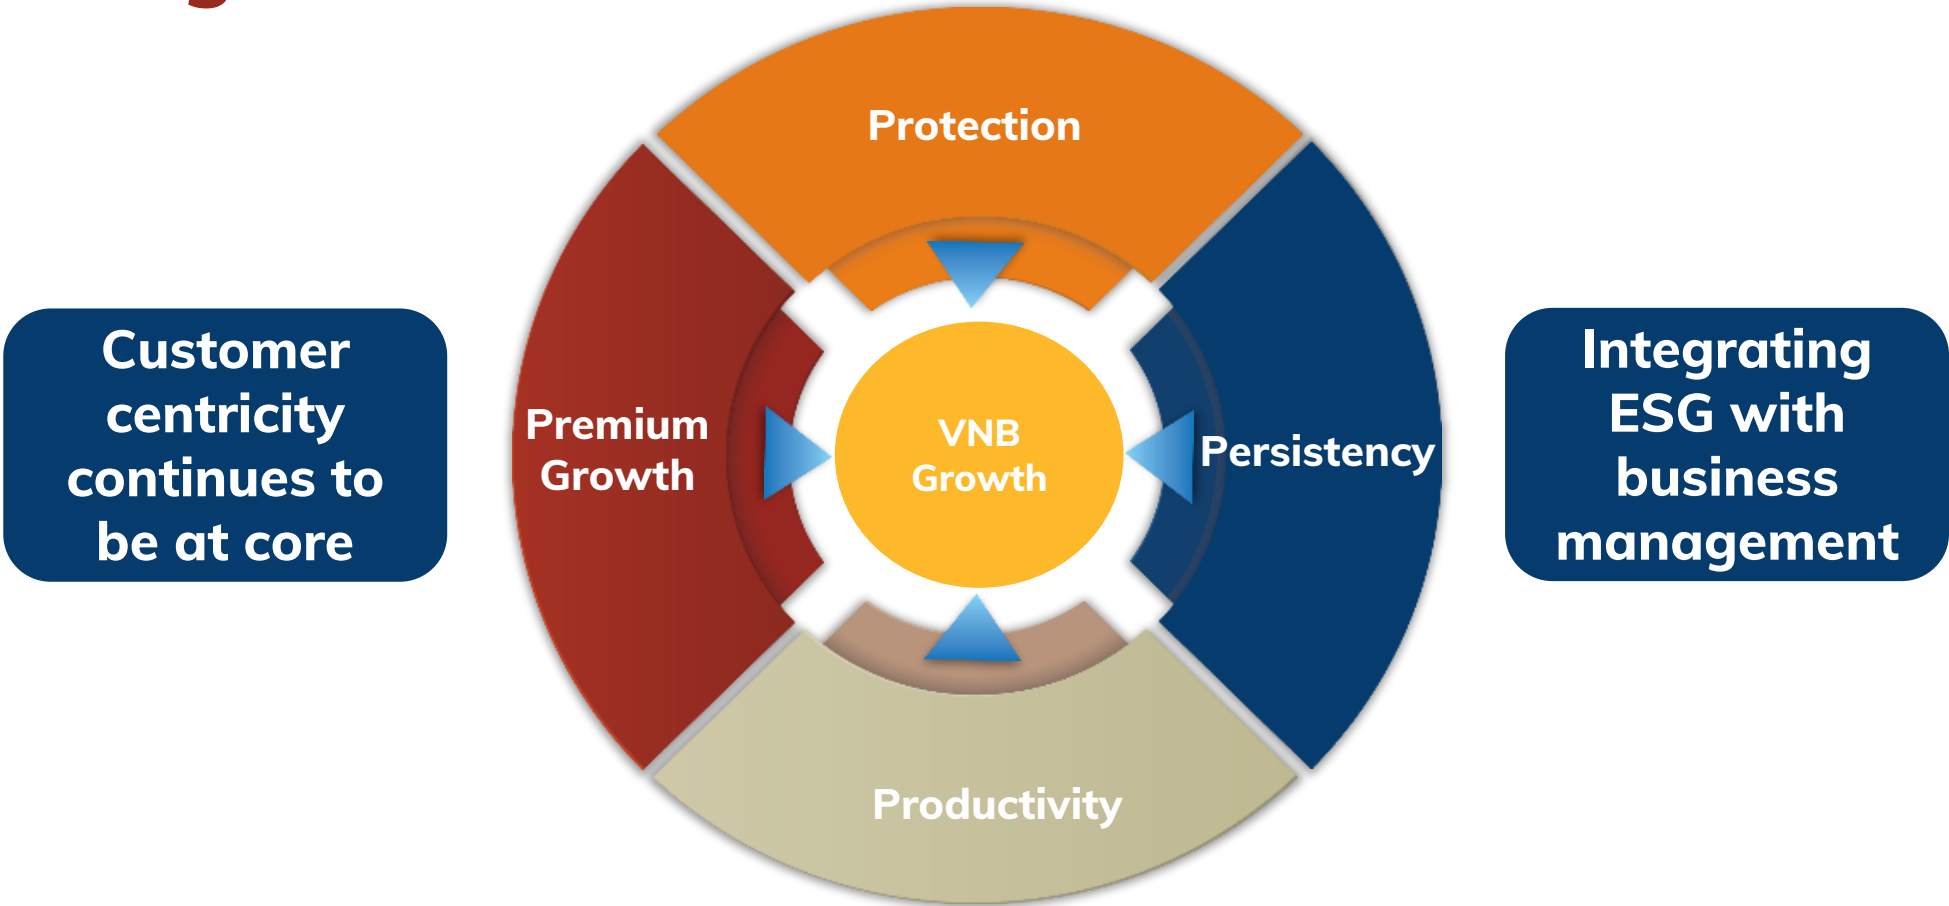 Protection
Customer
centricity
continues to
be at core
Premium
Growth
VNB
Growth
Persistency
Integrating
ESG with
business
management
Productivity